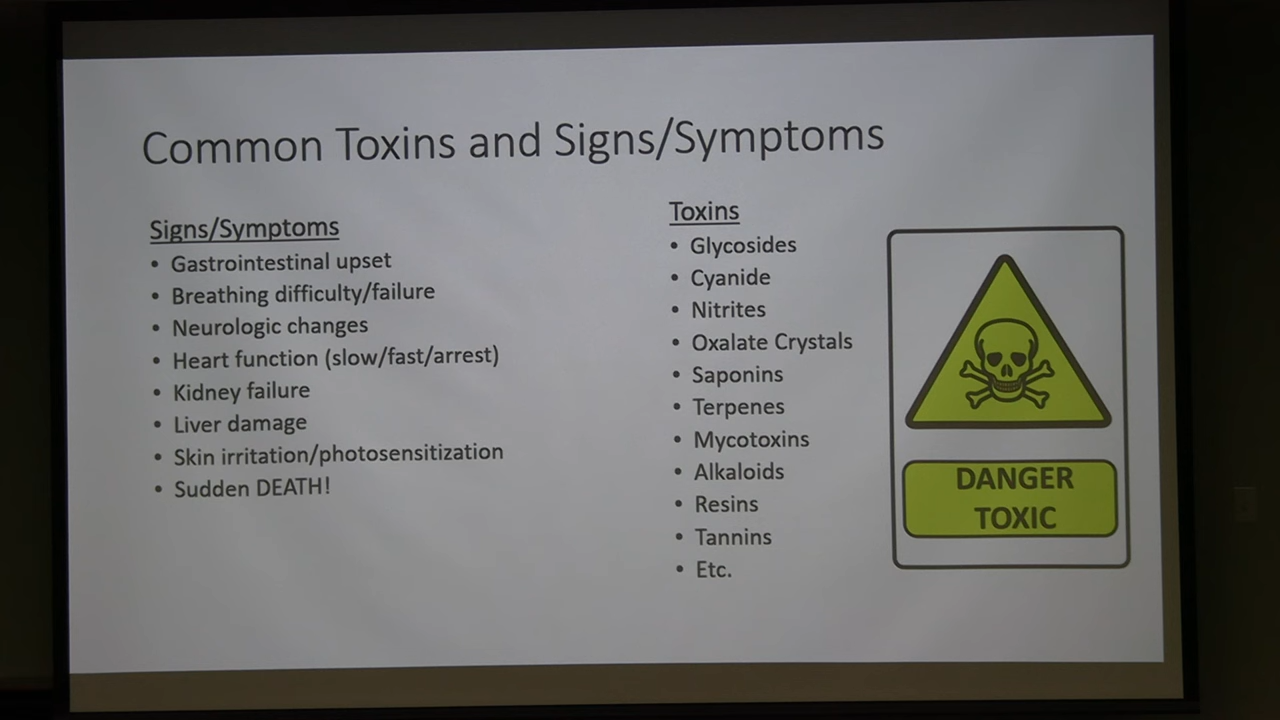 Common Toxins and Signs/Symptoms
Signs/Symptoms
• Gastrointestinal upset
• Breathing difficulty/failure
• Neurologic changes
• Heart function (slow/fast/arrest)
• Kidney failure
• Liver damage
• Skin irritation/photosensitization
• Sudden DEATH!
Toxins
• Glycosides
• Cyanide
• Nitrites
• Oxalate Crystals
• Saponins
• Terpenes
• Mycotoxins
• Alkaloids
• Resins
• Tannins
• Etc.
DANGER
TOXIC